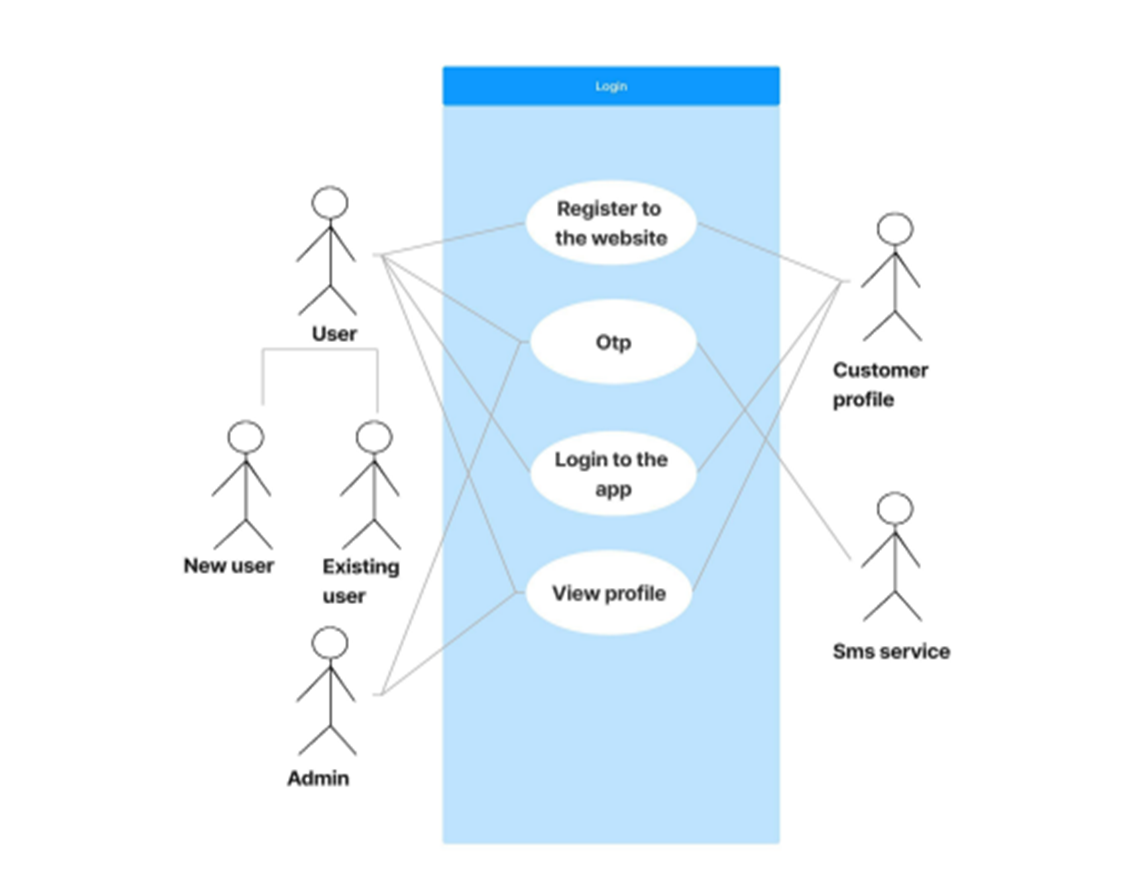 Login
Register to
the website
User
Otp
Customer
profile
Login to the
app
New user
Existing
user
View profile
Sms service
Admin